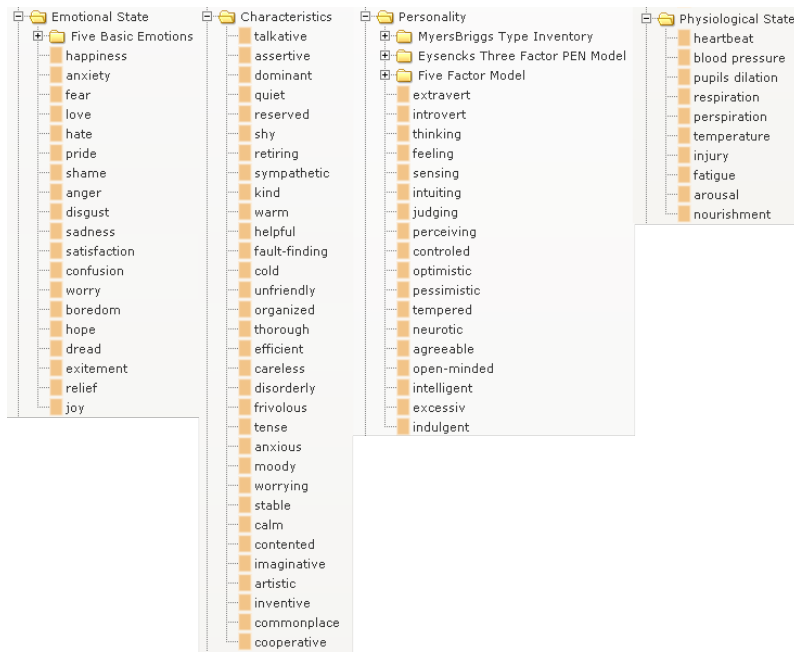 Emotional State
Five Basic Emotions
happiness
anxiety
fear
love
hate
pride
shame
anger
disgust
sadness
satisfaction
confusion
worry
boredom
hope
dread
exitement
relief
joy
Characteristics
talkative
assertive
dominant
quiet
reserved
shy
retiring
sympathetic
kind
warm
helpful
fault-finding
cold
unfriendly
organized
thorough
efficient
careless
disorderly
frivolous
tense
anxious
moody
worrying
stable
calm
contented
imaginative
artistic
inventive
commonplace
cooperative
Personality
MyersBriggs Type Inventory
Eysencks Three Factor PEN Model
Five Factor Model
extravert
introvert
thinking
feeling
sensing
intuiting
judging
perceiving
controled
optimistic
pessimistic
tempered
neurotic
agreeable
open-minded
intelligent
excessiv
indulgent
Physiological State
heartbeat
blood pressure
pupils dilation
respiration
perspiration
temperature
injury
fatigue
arousal
nourishment